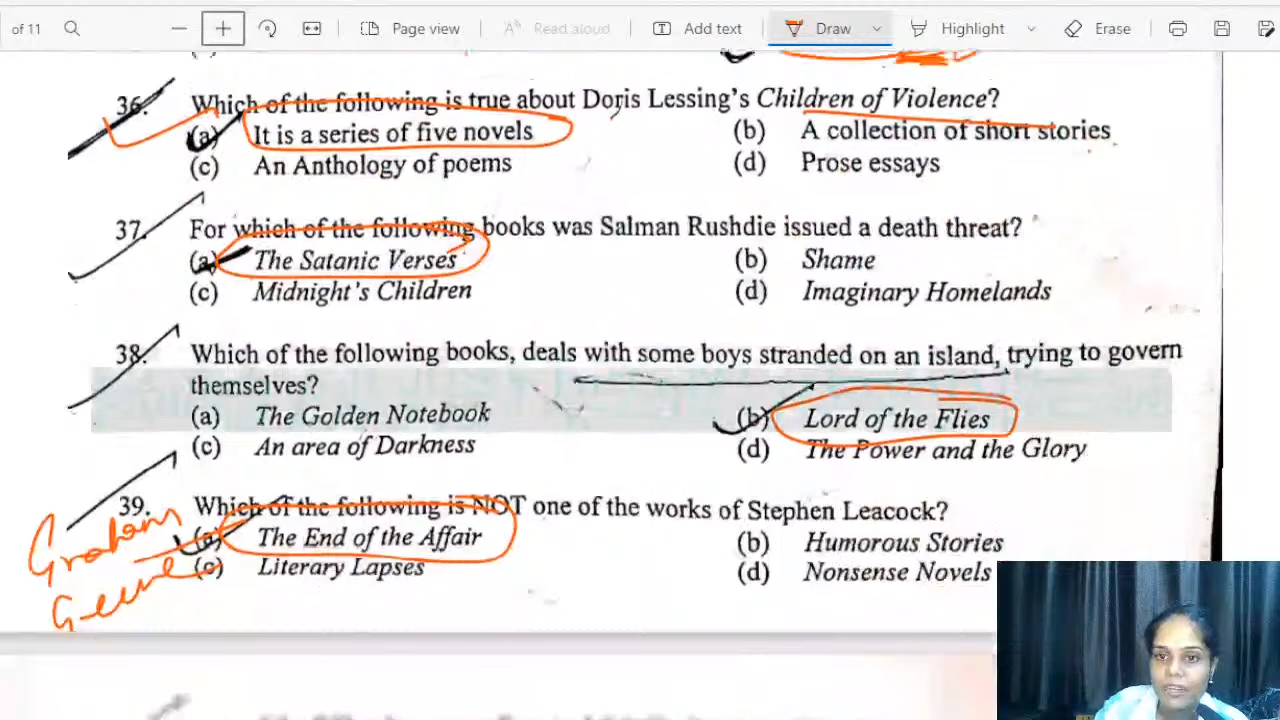 of 11 Page view Read aloud Add text Draw Highlight Erase
36. Which of the following is true about Doris Lessing's Children of Violence?
(a) It is a series of five novels (b) A collection of short stories
(c) An Anthology of poems (d) Prose essays
37. For which of the following books was Salman Rushdie issued a death threat?
(a) The Satanic Verses (b) Shame
(c) Midnight's Children (d) Imaginary Homelands
38. Which of the following books, deals with some boys stranded on an island, trying to govern
themselves?
(a) The Golden Notebook (b) Lord of the Flies
(c) An area of Darkness (d) The Power and the Glory
39. Which of the following is NOT one of the works of Stephen Leacock?
Graham
(a) The End of the Affair (b) Humorous Stories
(c) Literary Lapses (d) Nonsense Novels